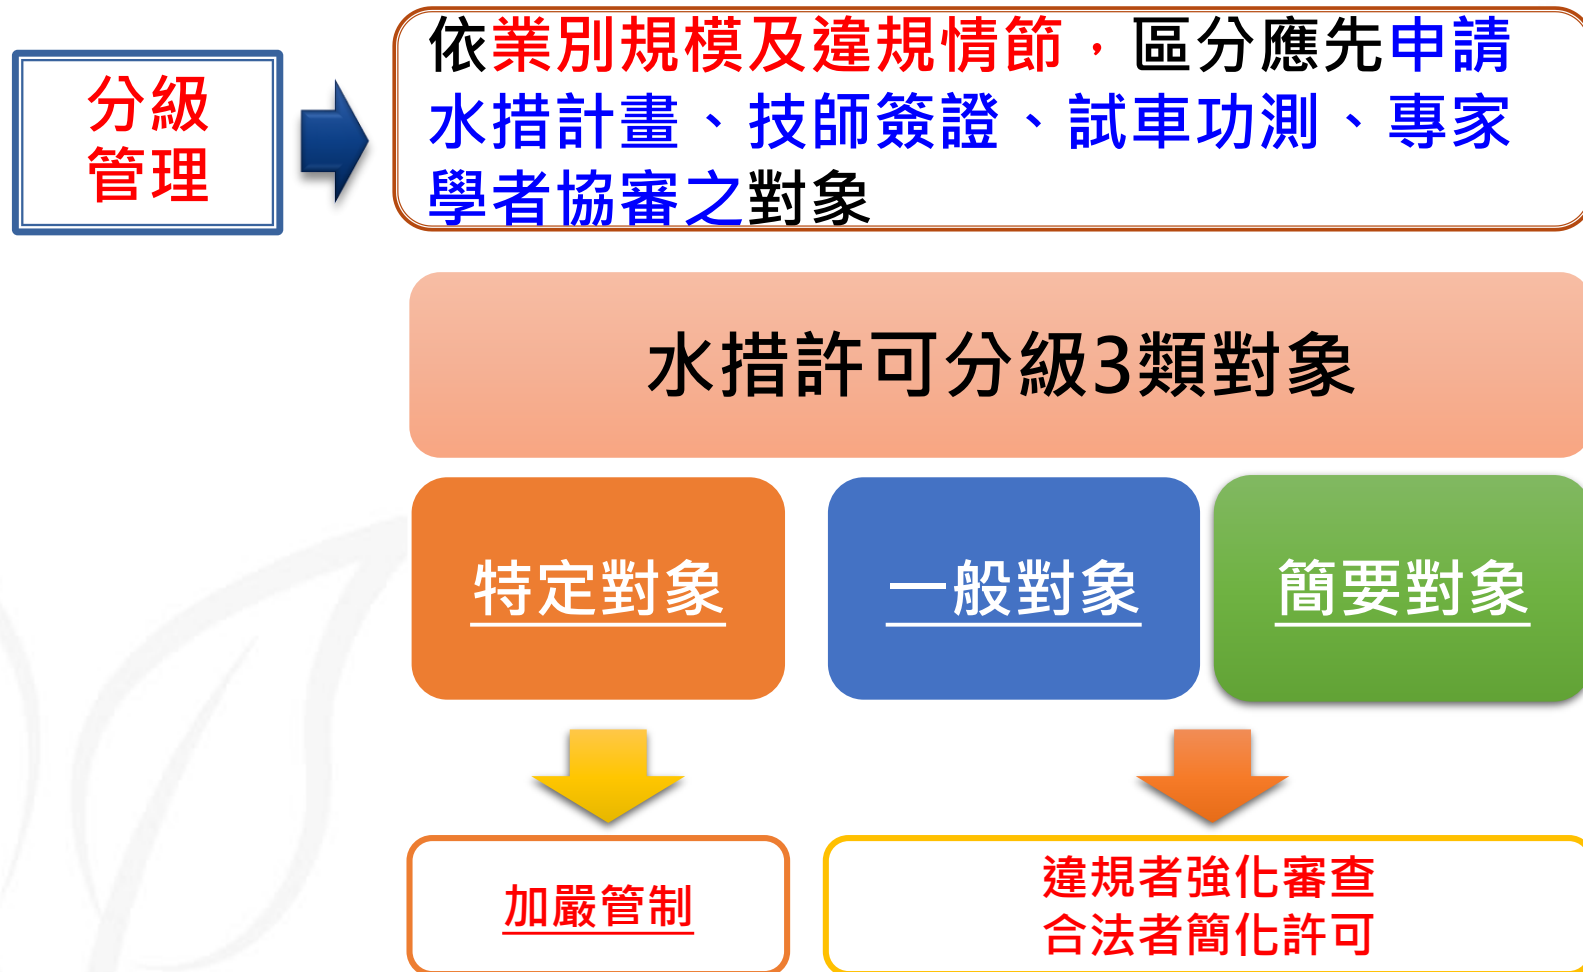 分級
管理
依業別規模及違規情節，區分應先申請
水措計畫、技師簽證、試車功測、專家
學者協審之對象
水措許可分級3類對象
特定對象
一般對象
簡要對象
加嚴管制
違規者強化審查
合法者簡化許可